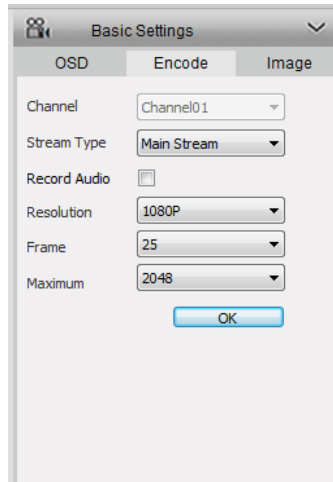 Basic Settings
OSD Encode Image
Channel Channel01
Stream Type Main Stream
Record Audio
Resolution 1080P
Frame 25
Maximum 2048
OK